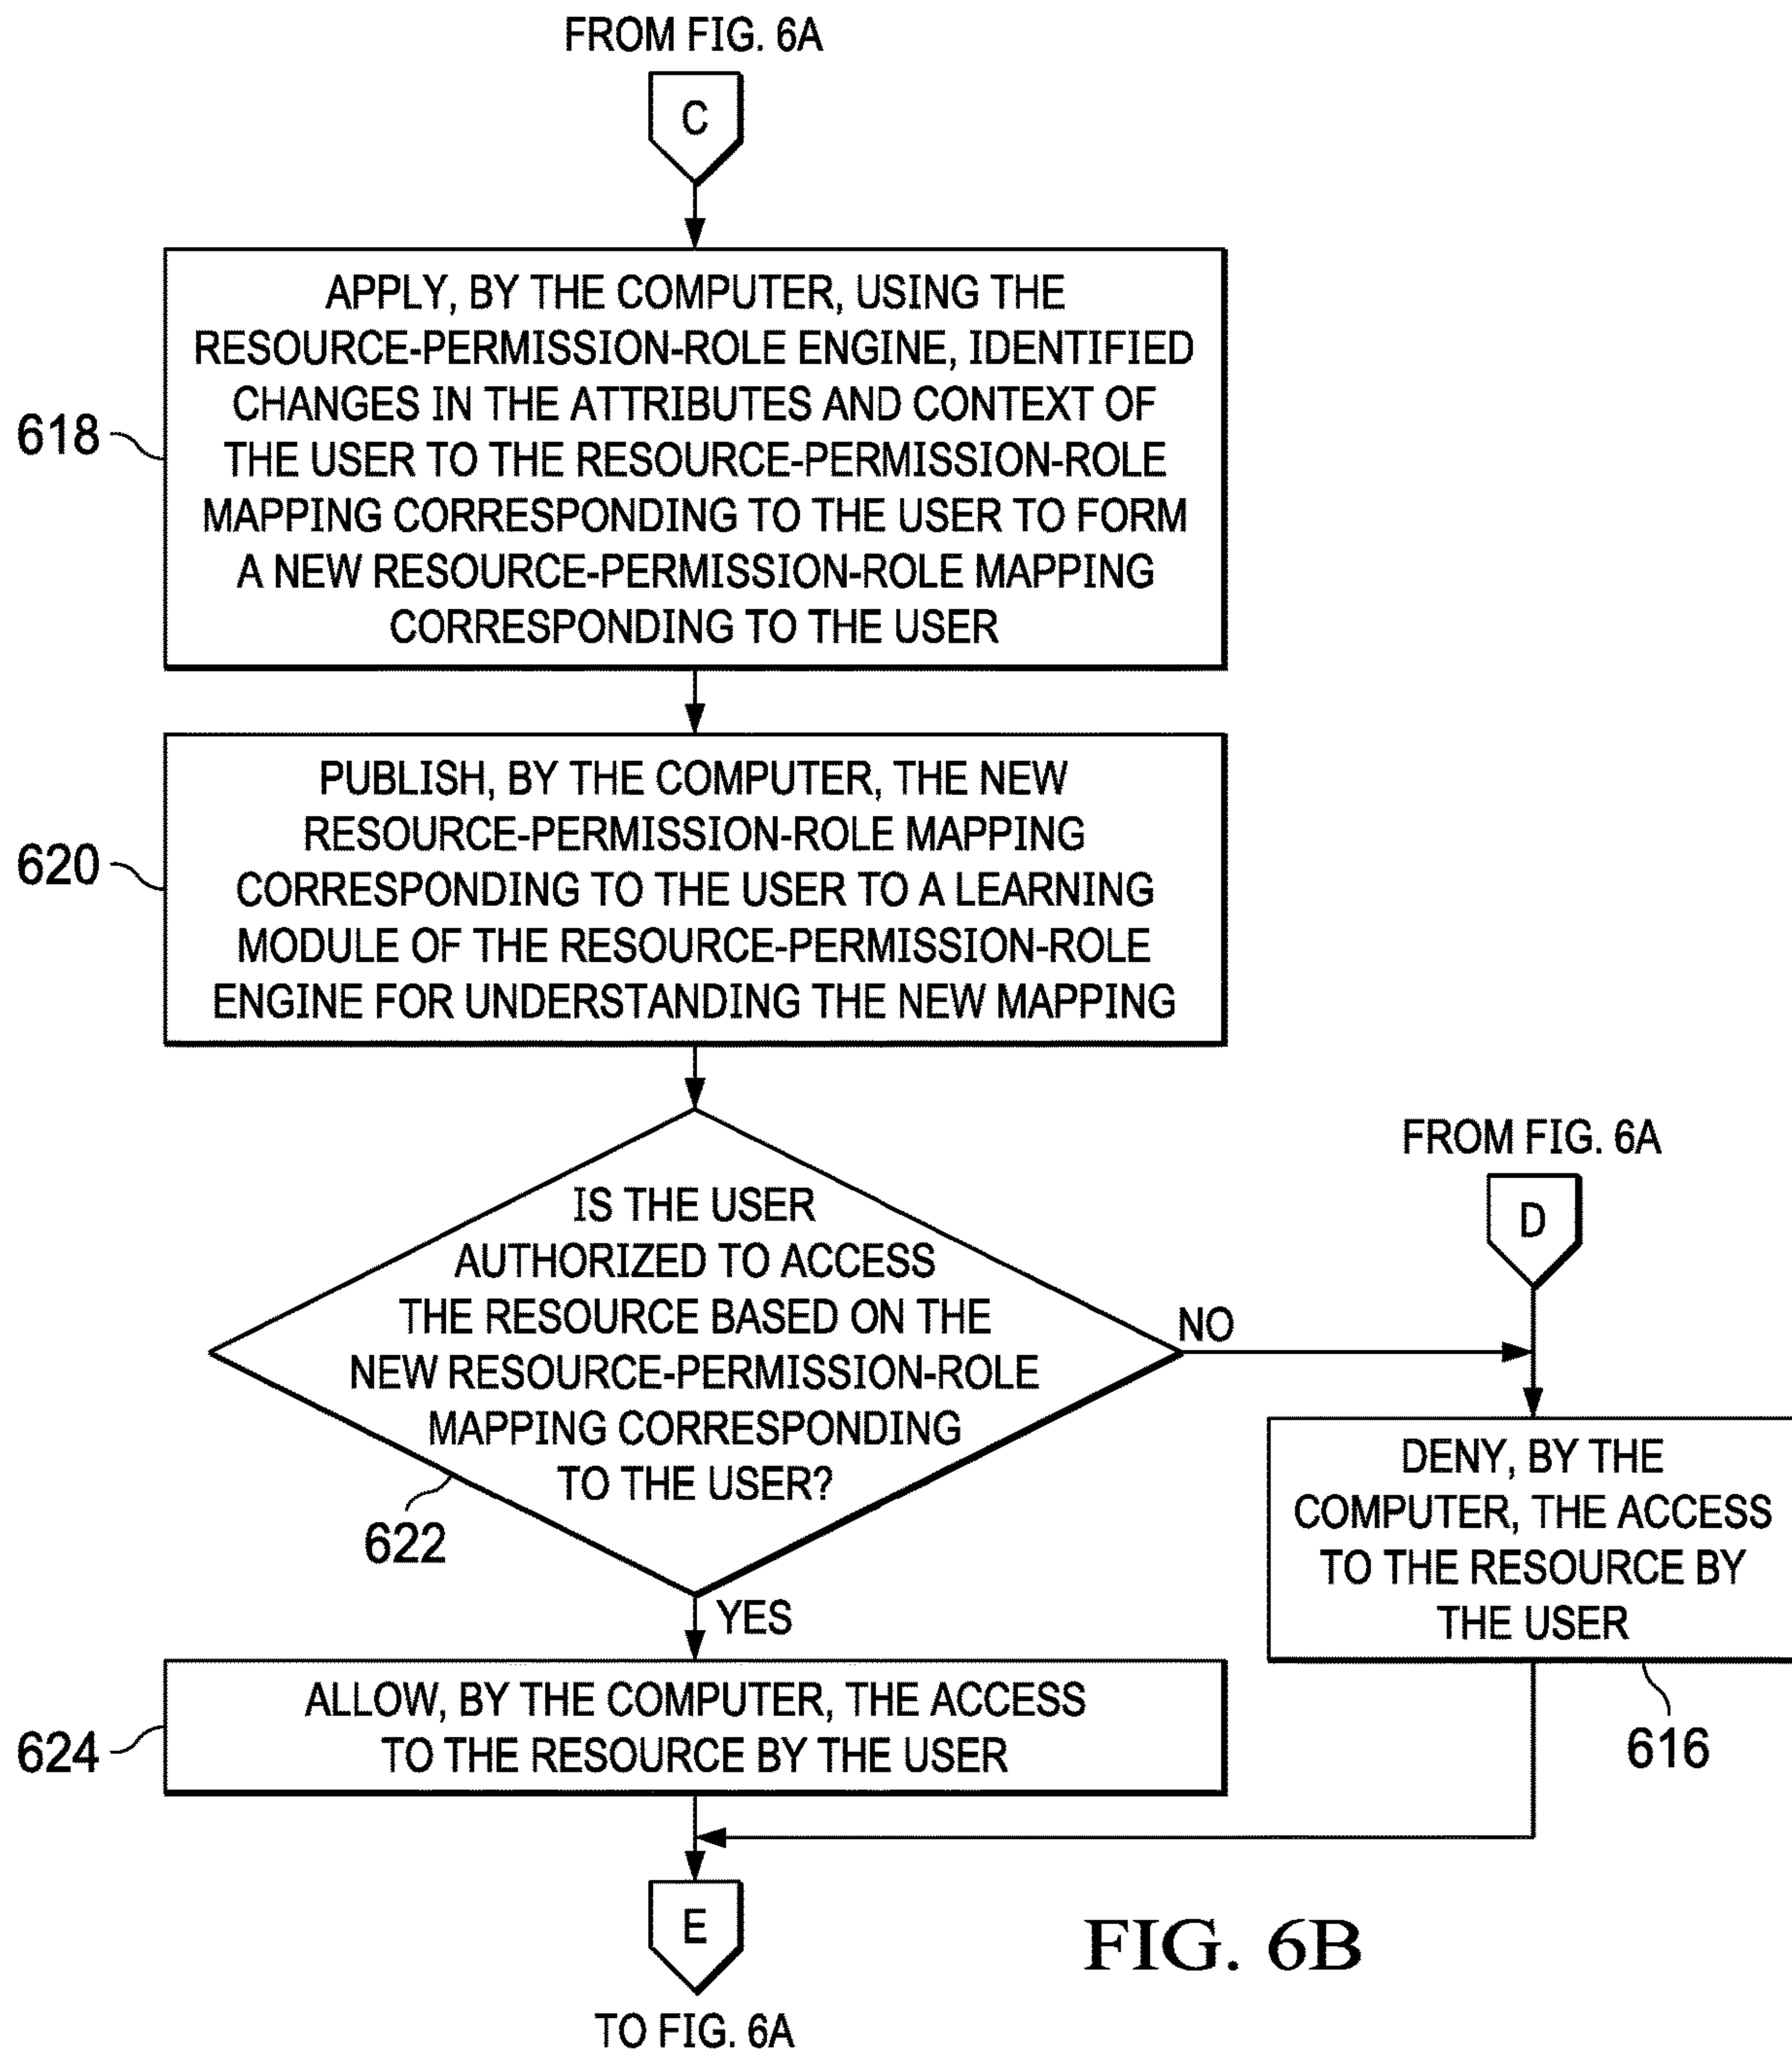 FROM FIG. 6A
C
618
APPLY, BY THE COMPUTER, USING THE
RESOURCE-PERMISSION-ROLE ENGINE, IDENTIFIED
CHANGES IN THE ATTRIBUTES AND CONTEXT OF
THE USER TO THE RESOURCE-PERMISSION-ROLE
MAPPING CORRESPONDING TO THE USER TO FORM
A NEW RESOURCE-PERMISSION-ROLE MAPPING
CORRESPONDING TO THE USER
620
PUBLISH, BY THE COMPUTER, THE NEW
RESOURCE-PERMISSION-ROLE MAPPING
CORRESPONDING TO THE USER TO A LEARNING
MODULE OF THE RESOURCE-PERMISSION-ROLE
ENGINE FOR UNDERSTANDING THE NEW MAPPING
IS THE USER
AUTHORIZED TO ACCESS
THE RESOURCE BASED ON THE
NEW RESOURCE-PERMISSION-ROLE
MAPPING CORRESPONDING
TO THE USER?
622
NO
YES
FROM FIG. 6A
D
DENY, BY THE
COMPUTER, THE ACCESS
TO THE RESOURCE BY
THE USER
616
624
ALLOW, BY THE COMPUTER, THE ACCESS
TO THE RESOURCE BY THE USER
E
TO FIG. 6A
FIG. 6B